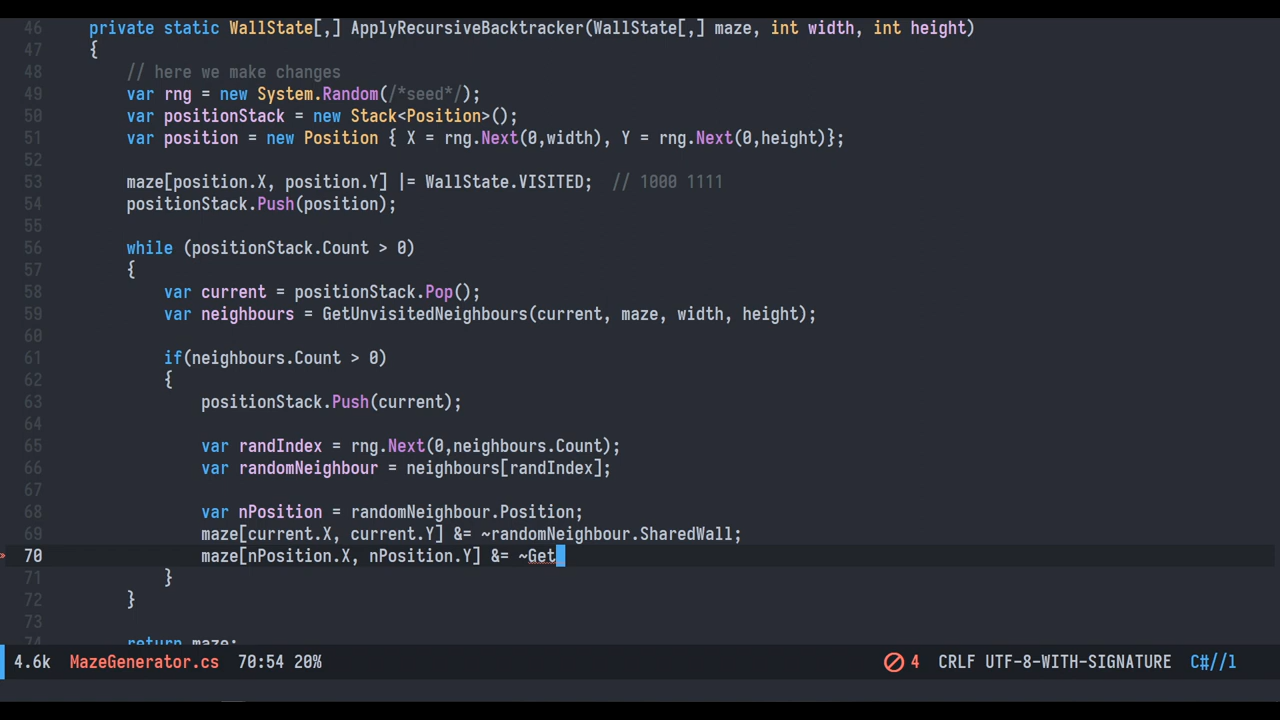 46 private static WallState[,] ApplyRecursiveBacktracker(WallState[,] maze, int width, int height)
47 {
48 // here we make changes
49 var rng = new System.Random(/*seed*/);
50 var positionStack = new Stack<Position>();
51 var position = new Position { X = rng.Next(0,width), Y = rng.Next(0,height)};
52
53 maze[position.X, position.Y] |= WallState.VISITED; // 1000 1111
54 positionStack.Push(position);
55
56 while (positionStack.Count > 0)
57 {
58 var current = positionStack.Pop();
59 var neighbours = GetUnvisitedNeighbours(current, maze, width, height);
60
61 if(neighbours.Count > 0)
62 {
63 positionStack.Push(current);
64
65 var randIndex = rng.Next(0,neighbours.Count);
66 var randomNeighbour = neighbours[randIndex];
67
68 var nPosition = randomNeighbour.Position;
69 maze[current.X, current.Y] &= ~randomNeighbour.SharedWall;
70 maze[nPosition.X, nPosition.Y] &= ~Get
71 }
72 }
73
74 return maze;
4.6k MazeGenerator.cs 70:54 20% 4 CRLF UTF-8-WITH-SIGNATURE C#//l